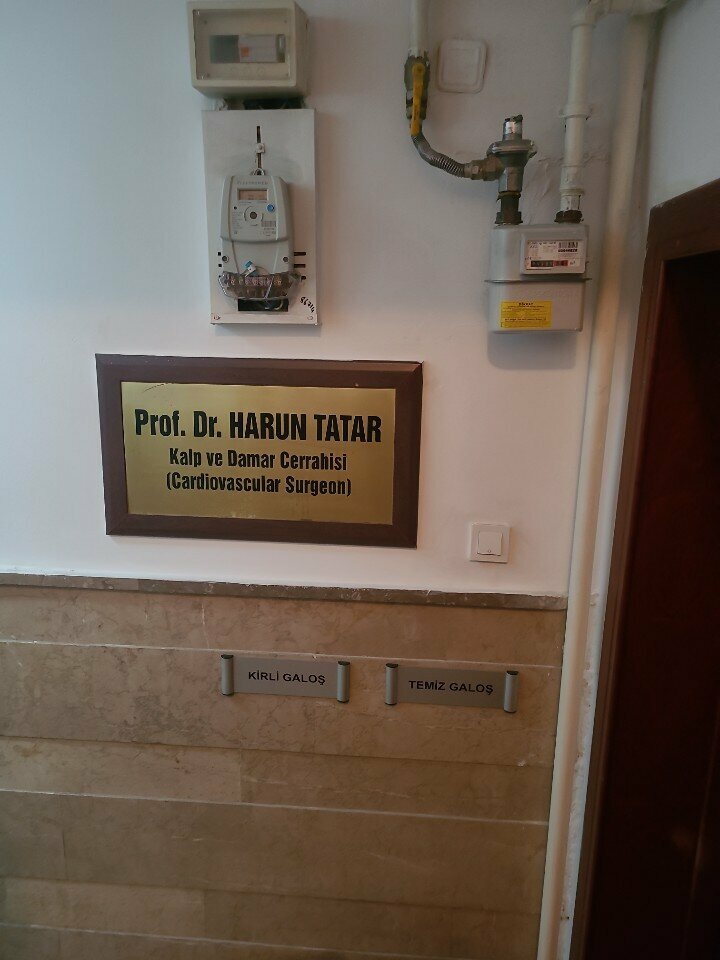 Prof. Dr. HARUN TATAR
Kalp ve Damar Cerrahisi
(Cardiovascular Surgeon)
KİRLİ GALOŞ
TEMİZ GALOŞ